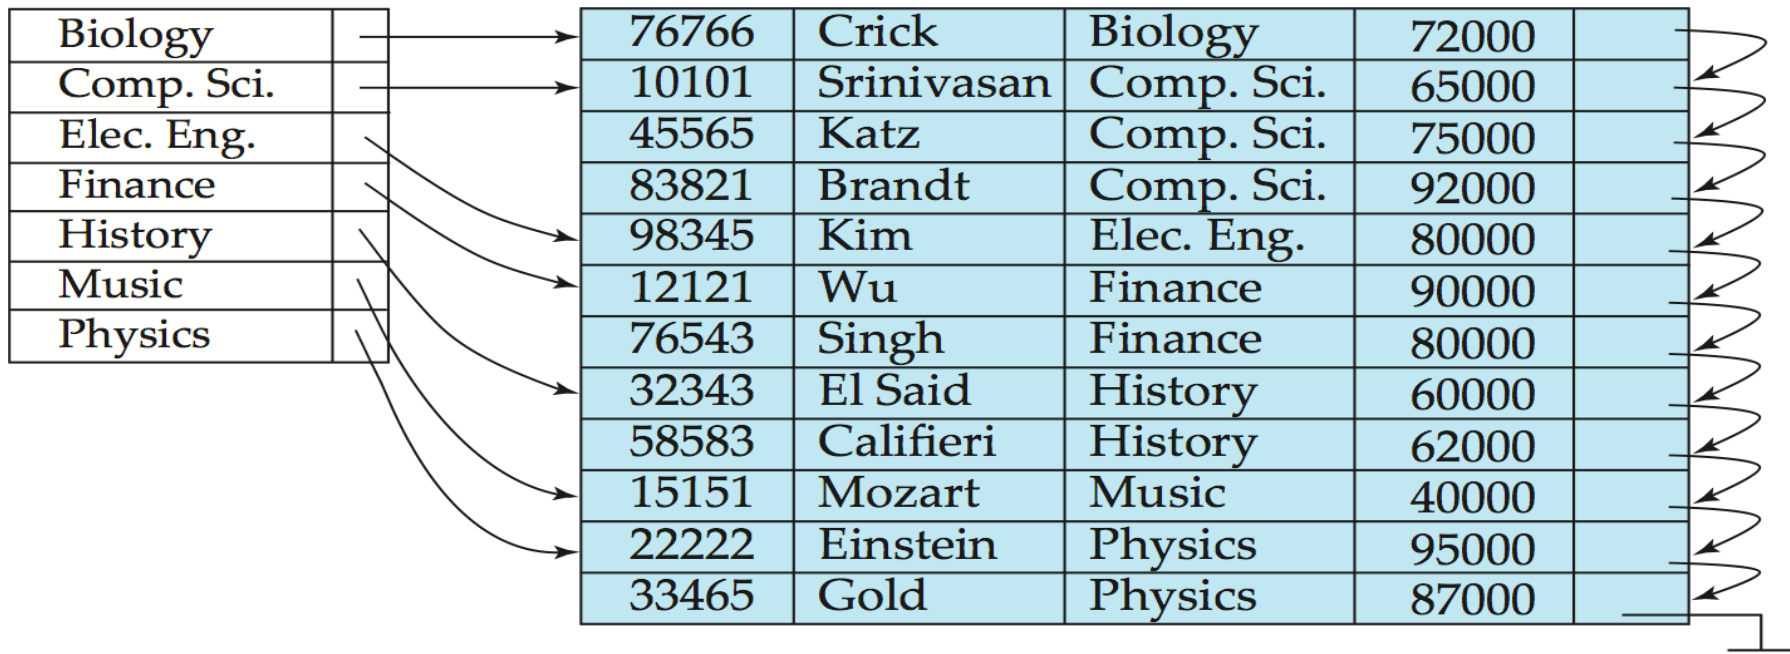 Biology
Comp. Sci.
Elec. Eng.
Finance
History
Music
Physics
76766 Crick Biology 72000
10101 Srinivasan Comp. Sci. 65000
45565 Katz Comp. Sci. 75000
83821 Brandt Comp. Sci. 92000
98345 Kim Elec. Eng. 80000
12121 Wu Finance 90000
76543 Singh Finance 80000
32343 El Said History 60000
58583 Califieri History 62000
15151 Mozart Music 40000
22222 Einstein Physics 95000
33465 Gold Physics 87000